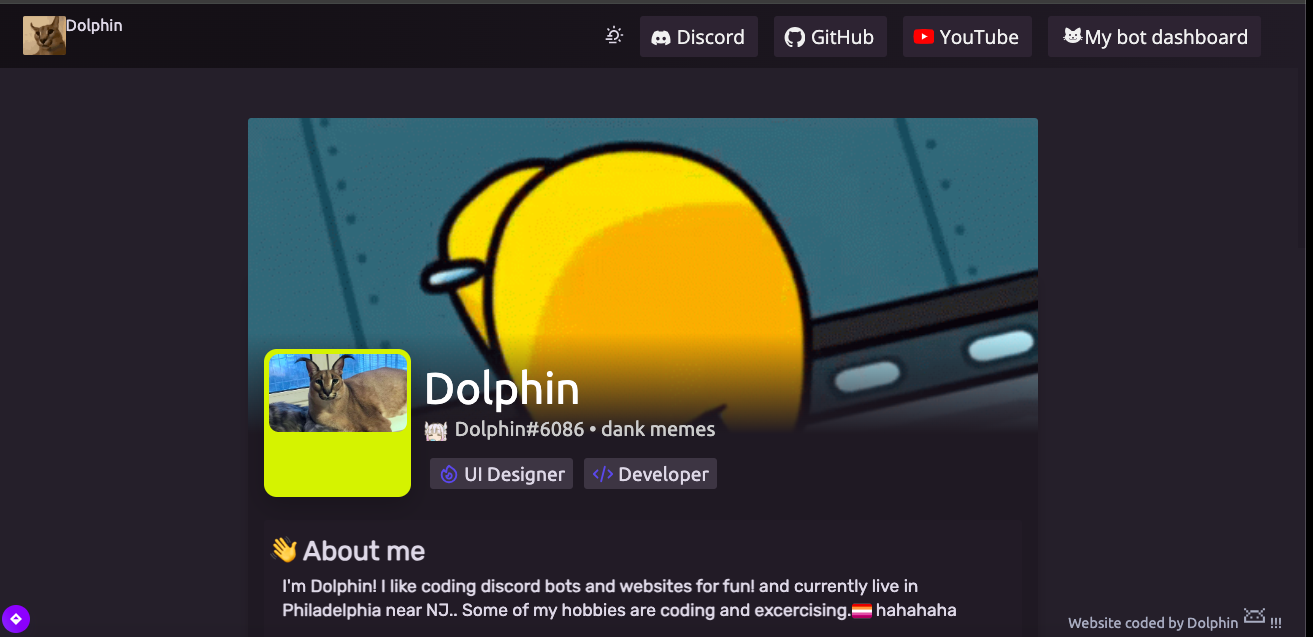 Dolphin
Discord
GitHub
YouTube
My bot dashboard
Dolphin
Dolphin#6086 • dank memes
UI Designer
</> Developer
👋 About me
I'm Dolphin! I like coding discord bots and websites for fun! and currently live in
Philadelphia near NJ.. Some of my hobbies are coding and excercising. hahahaha
Website coded by Dolphin !!!